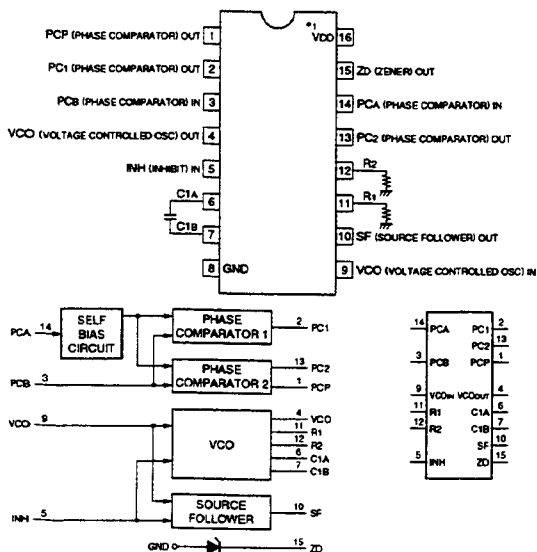 *1
PCP (PHASE COMPARATOR) OUT 1
VDD 16
PC1 (PHASE COMPARATOR) OUT 2
15 ZD (ZENER) OUT
PCB (PHASE COMPARATOR) IN 3
14 PCA (PHASE COMPARATOR) IN
VCO (VOLTAGE CONTROLLED OSC) OUT 4
13 PC2 (PHASE COMPARATOR) OUT
INH (INHIBIT) IN 5
12 R2
C1A 6
11 R1
C1B 7
10 SF (SOURCE FOLLOWER) OUT
8 GND
9 VCO (VOLTAGE CONTROLLED OSC) IN
PCA 14
SELF
BIAS
CIRCUIT
PHASE
COMPARATOR 1
2 PC1
PCB 3
PHASE
COMPARATOR 2
13 PC2
1 PCP
VCO 9
VCO
4 VCO
11 R1
12 R2
6 C1A
7 C1B
INH 5
SOURCE
FOLLOWER
10 SF
GND
15 ZD
14 PCA PC1 2
PC2 13
3 PCB PCP 1
9 VCOIN VCOOUT 4
11 R1 C1A 6
12 R2 C1B 7
SF 10
5 INH ZD 15